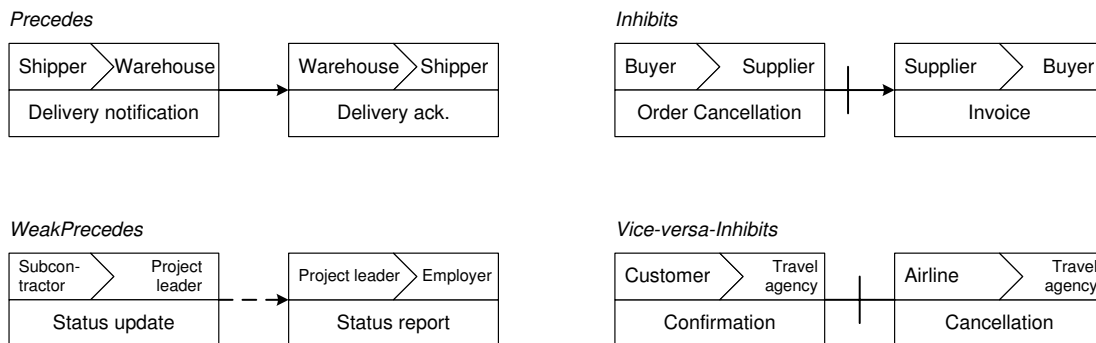 Precedes
Shipper Warehouse
Delivery notification
Warehouse Shipper
Delivery ack.
Inhibits
Buyer Supplier
Order Cancellation
Supplier Buyer
Invoice
WeakPrecedes
Subcon-
tractor
Project
leader
Status update
Project leader Employer
Status report
Vice-versa-Inhibits
Customer
Travel
agency
Confirmation
Airline
Travel
agency
Cancellation